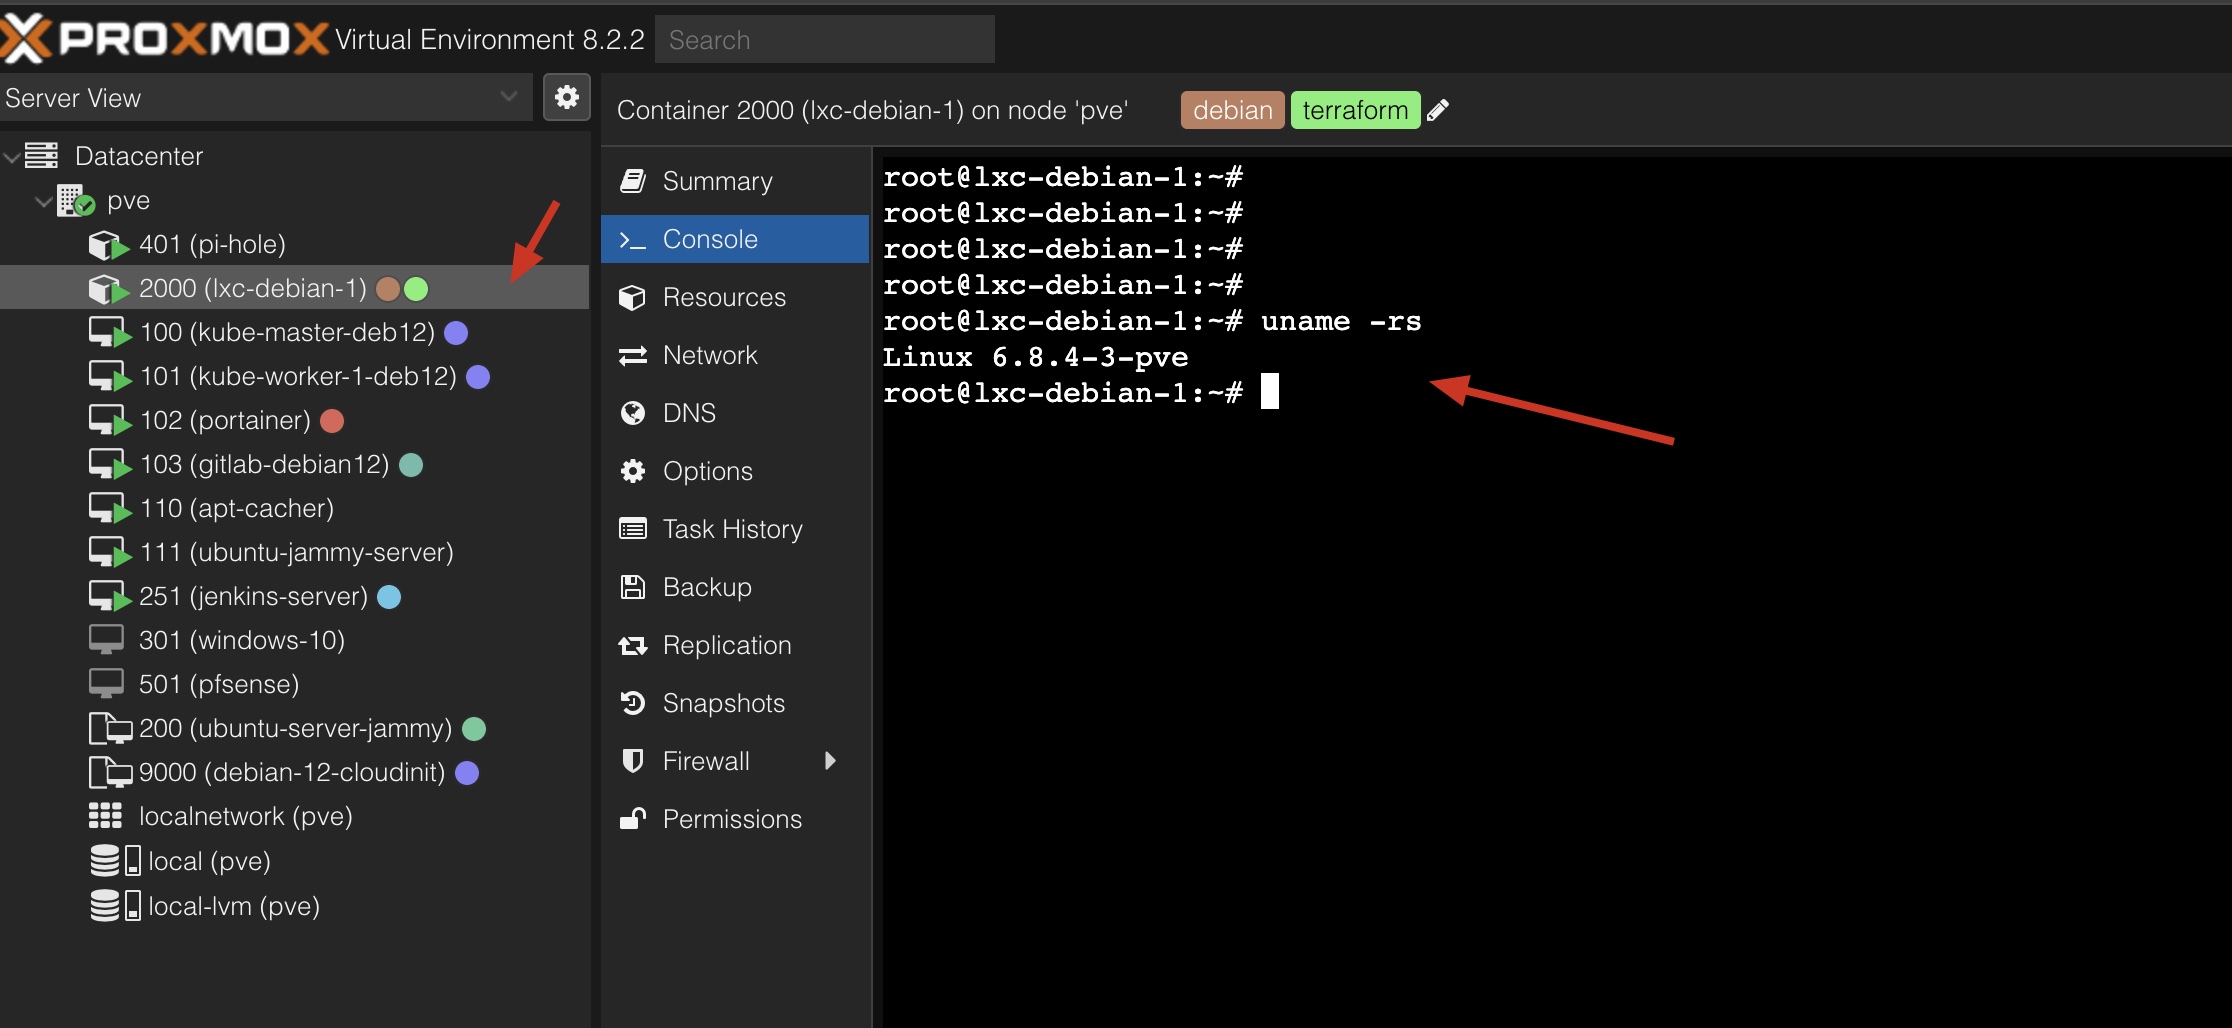 PROXMOX Virtual Environment 8.2.2 Search
Server View
Datacenter
pve
401 (pi-hole)
2000 (lxc-debian-1)
100 (kube-master-deb12)
101 (kube-worker-1-deb12)
102 (portainer)
103 (gitlab-debian12)
110 (apt-cacher)
111 (ubuntu-jammy-server)
251 (jenkins-server)
301 (windows-10)
501 (pfsense)
200 (ubuntu-server-jammy)
9000 (debian-12-cloudinit)
localnetwork (pve)
local (pve)
local-lvm (pve)
Container 2000 (lxc-debian-1) on node 'pve' debian terraform
Summary
Console
Resources
Network
DNS
Options
Task History
Backup
Replication
Snapshots
Firewall
Permissions
root@lxc-debian-1:~#
root@lxc-debian-1:~#
root@lxc-debian-1:~#
root@lxc-debian-1:~#
root@lxc-debian-1:~# uname -rs
Linux 6.8.4-3-pve
root@lxc-debian-1:~#